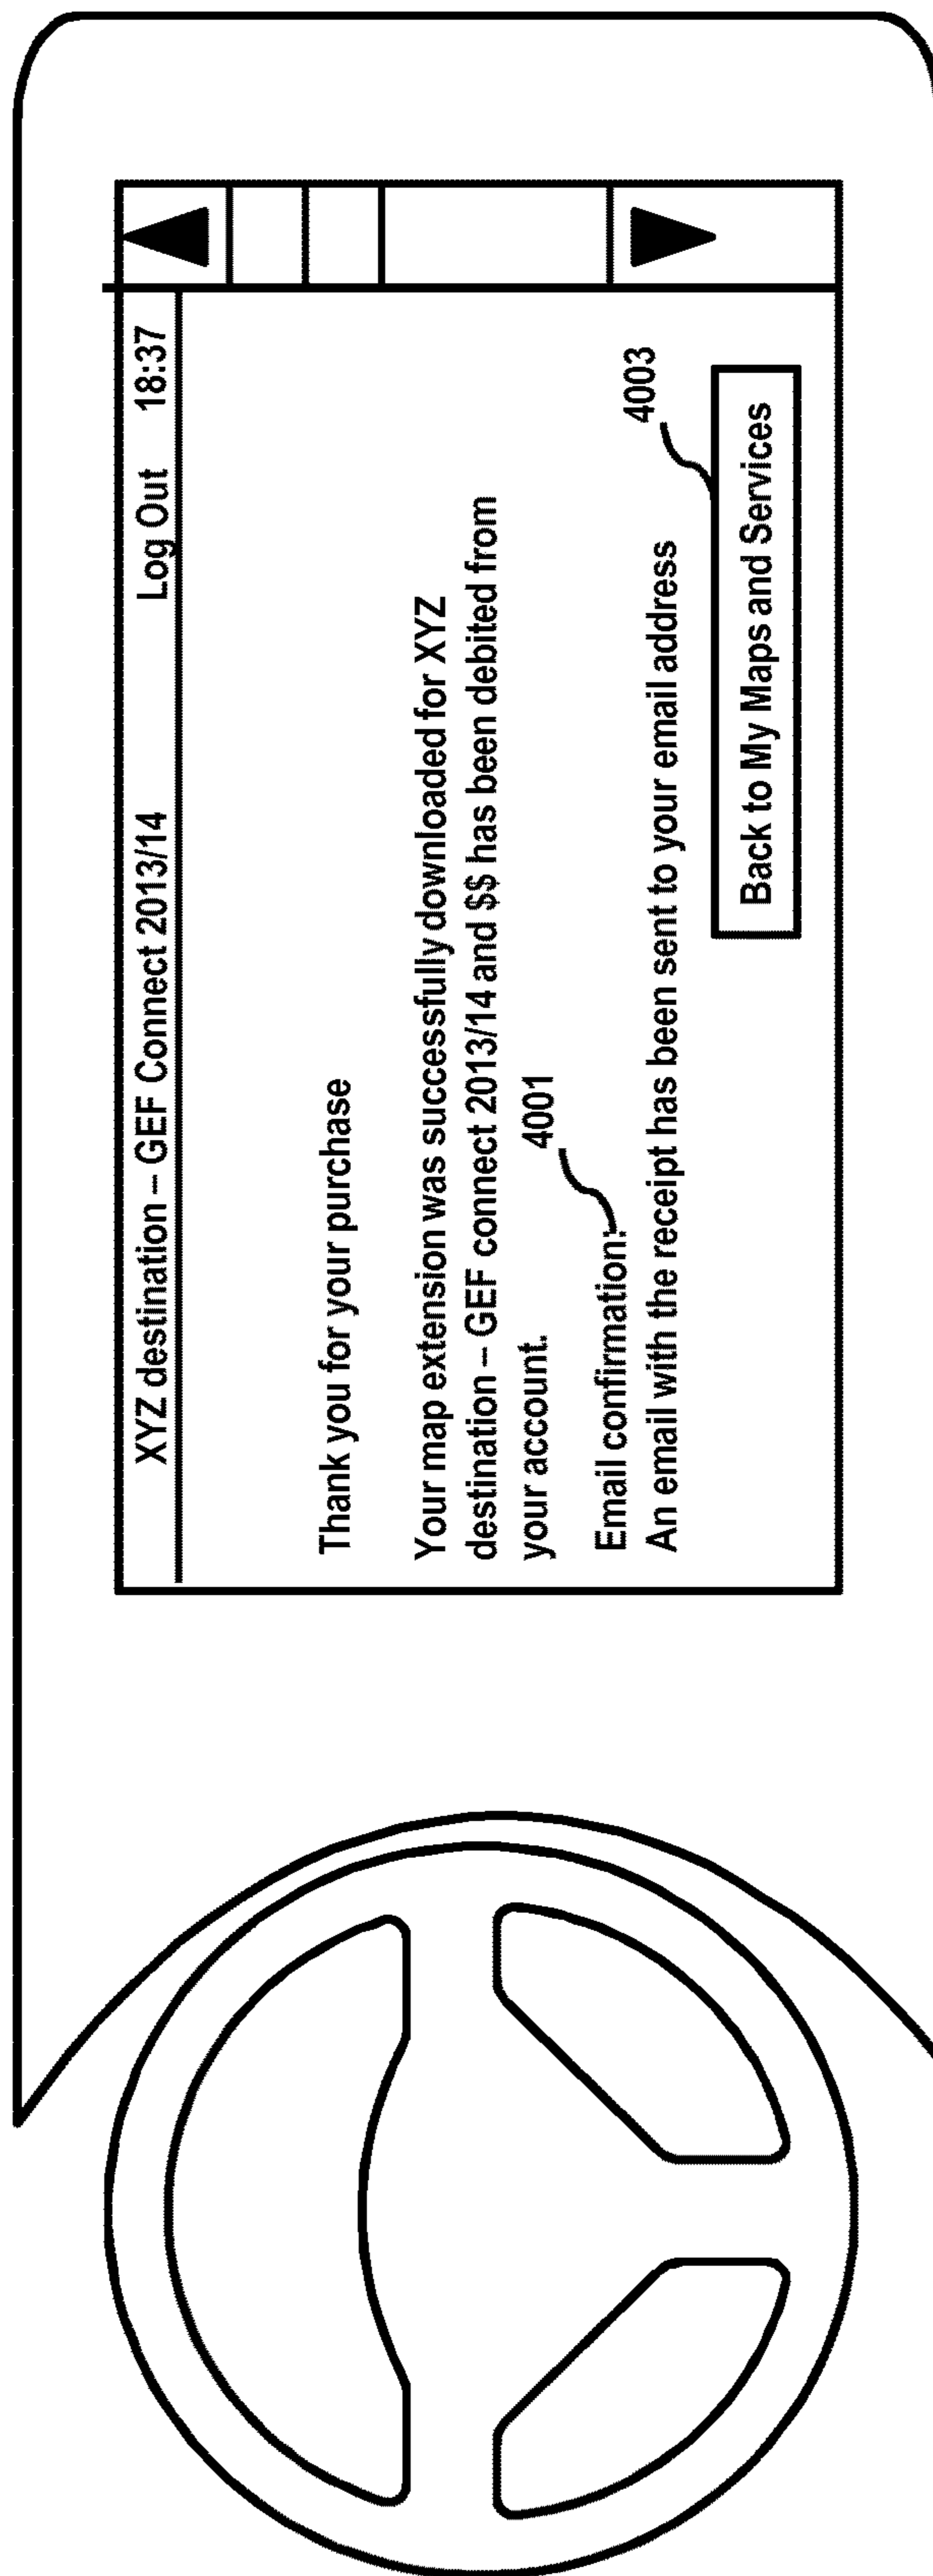 XYZ destination – GEF Connect 2013/14 Log Out 18:37
Thank you for your purchase
Your map extension was successfully downloaded for XYZ
destination – GEF connect 2013/14 and $$ has been debited from
your account.
4001
Email confirmation:
An email with the receipt has been sent to your email address
4003
Back to My Maps and Services